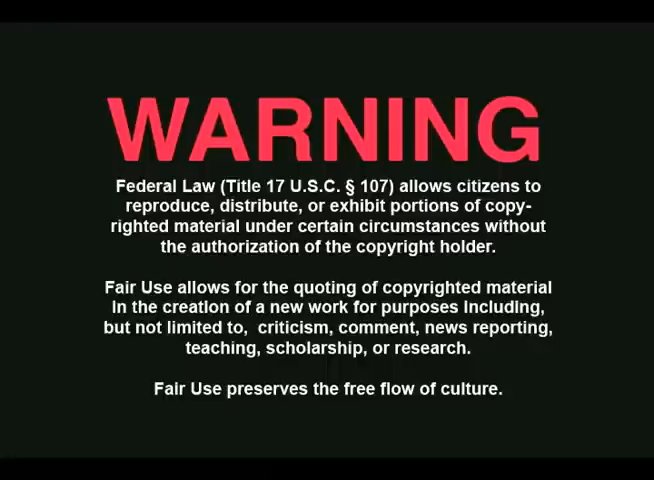 WARNING
Federal Law (Title 17 U.S.C. § 107) allows citizens to
reproduce, distribute, or exhibit portions of copy-
righted material under certain circumstances without
the authorization of the copyright holder.
Fair Use allows for the quoting of copyrighted material
in the creation of a new work for purposes including,
but not limited to,  criticism, comment, news reporting,
teaching, scholarship, or research.
Fair Use preserves the free flow of culture.